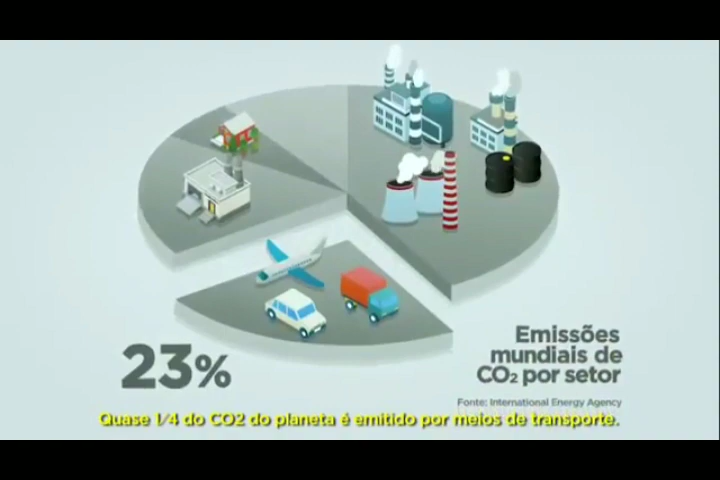 23%
Emissões
mundiais de
CO₂ por setor
Fonte: International Energy Agency
Quase 1/4 do CO2 do planeta é emitido por meios de transporte.